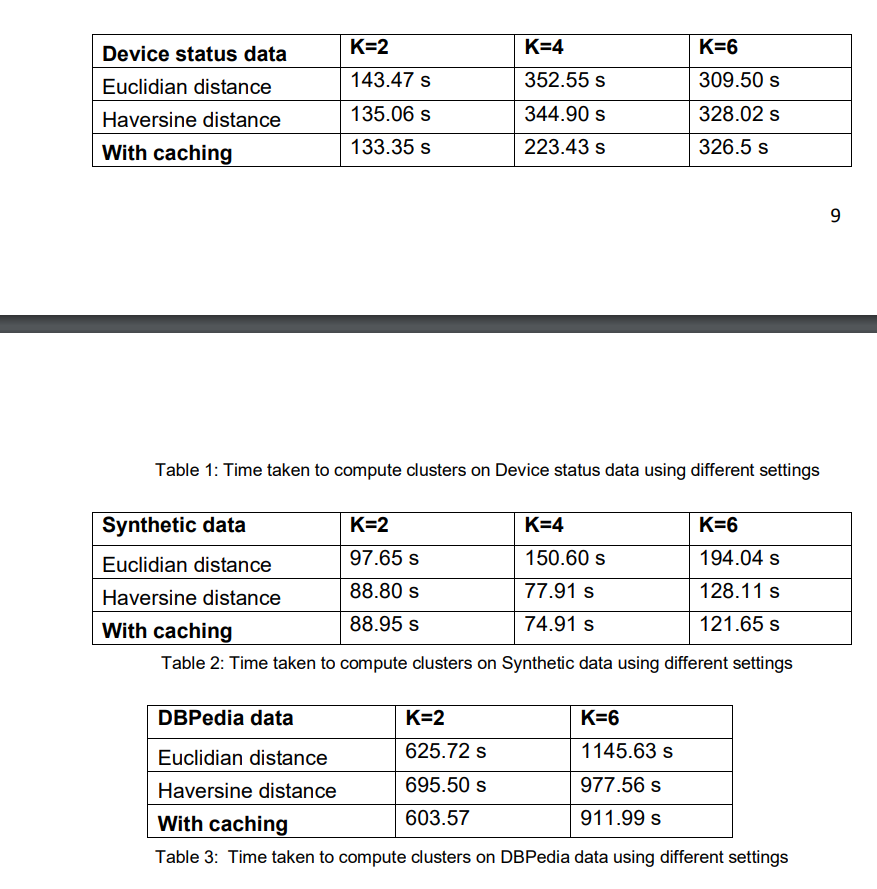 Device status data K=2 K=4 K=6
Euclidian distance 143.47 s 352.55 s 309.50 s
Haversine distance 135.06 s 344.90 s 328.02 s
With caching 133.35 s 223.43 s 326.5 s
9
Table 1: Time taken to compute clusters on Device status data using different settings
Synthetic data K=2 K=4 K=6
Euclidian distance 97.65 s 150.60 s 194.04 s
Haversine distance 88.80 s 77.91 s 128.11 s
With caching 88.95 s 74.91 s 121.65 s
Table 2: Time taken to compute clusters on Synthetic data using different settings
DBPedia data K=2 K=6
Euclidian distance 625.72 s 1145.63 s
Haversine distance 695.50 s 977.56 s
With caching 603.57 911.99 s
Table 3: Time taken to compute clusters on DBPedia data using different settings